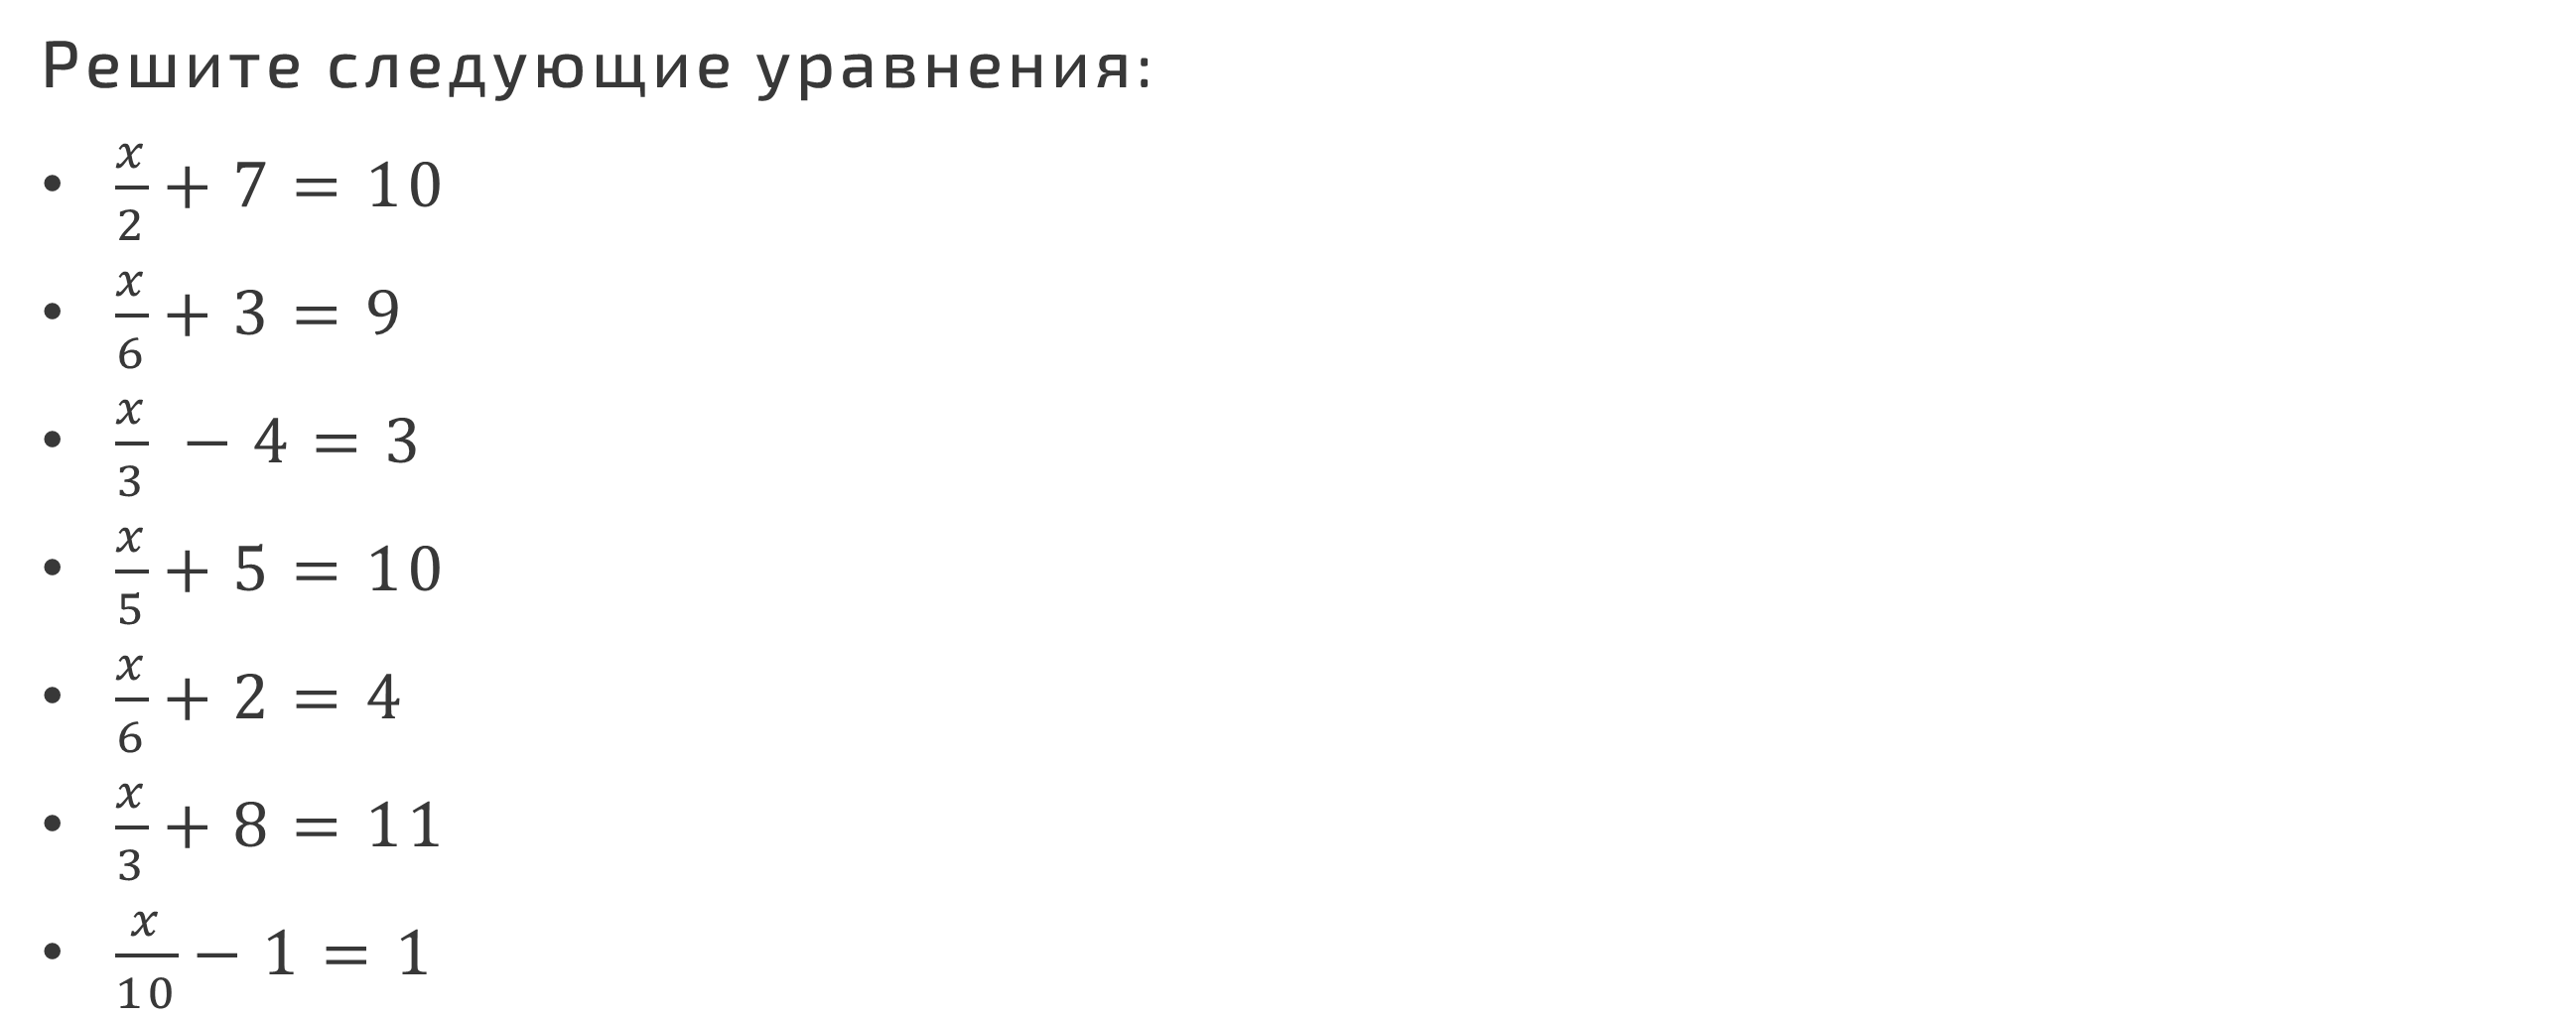 Решите следующие уравнения:
• x/2 + 7 = 10
• x/6 + 3 = 9
• x/3 − 4 = 3
• x/5 + 5 = 10
• x/6 + 2 = 4
• x/3 + 8 = 11
• x/10 − 1 = 1